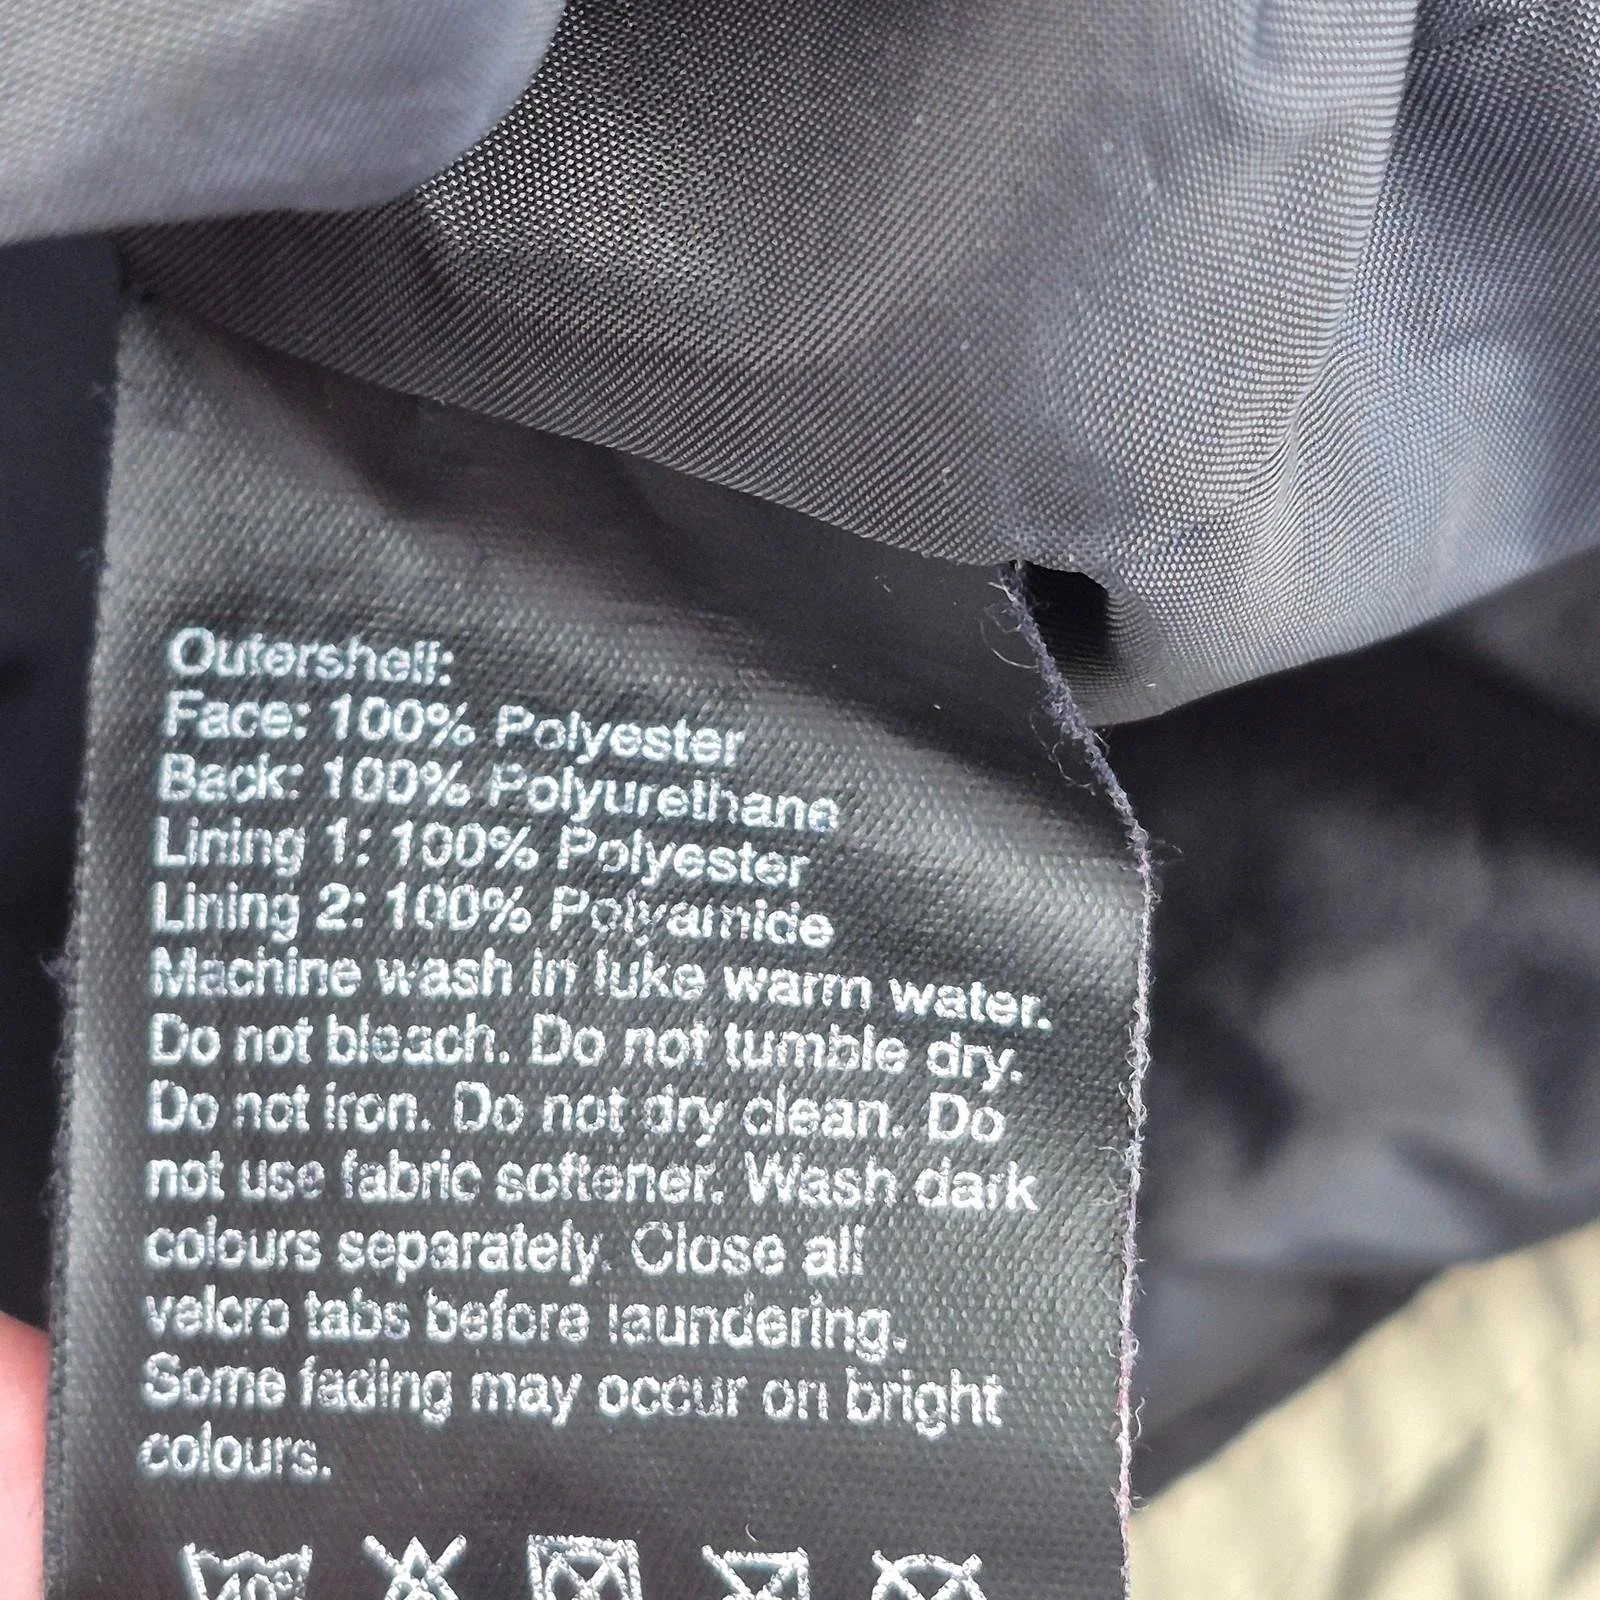 Outershell:
Face: 100% Polyester
Back: 100% Polyurethane
Lining 1: 100% Polyester
Lining 2: 100% Polyamide
Machine wash in luke warm water.
Do not bleach. Do not tumble dry.
Do not iron. Do not dry clean. Do
not use fabric softener. Wash dark
colours separately. Close all
velcro tabs before laundering.
Some fading may occur on bright
colours.
40°